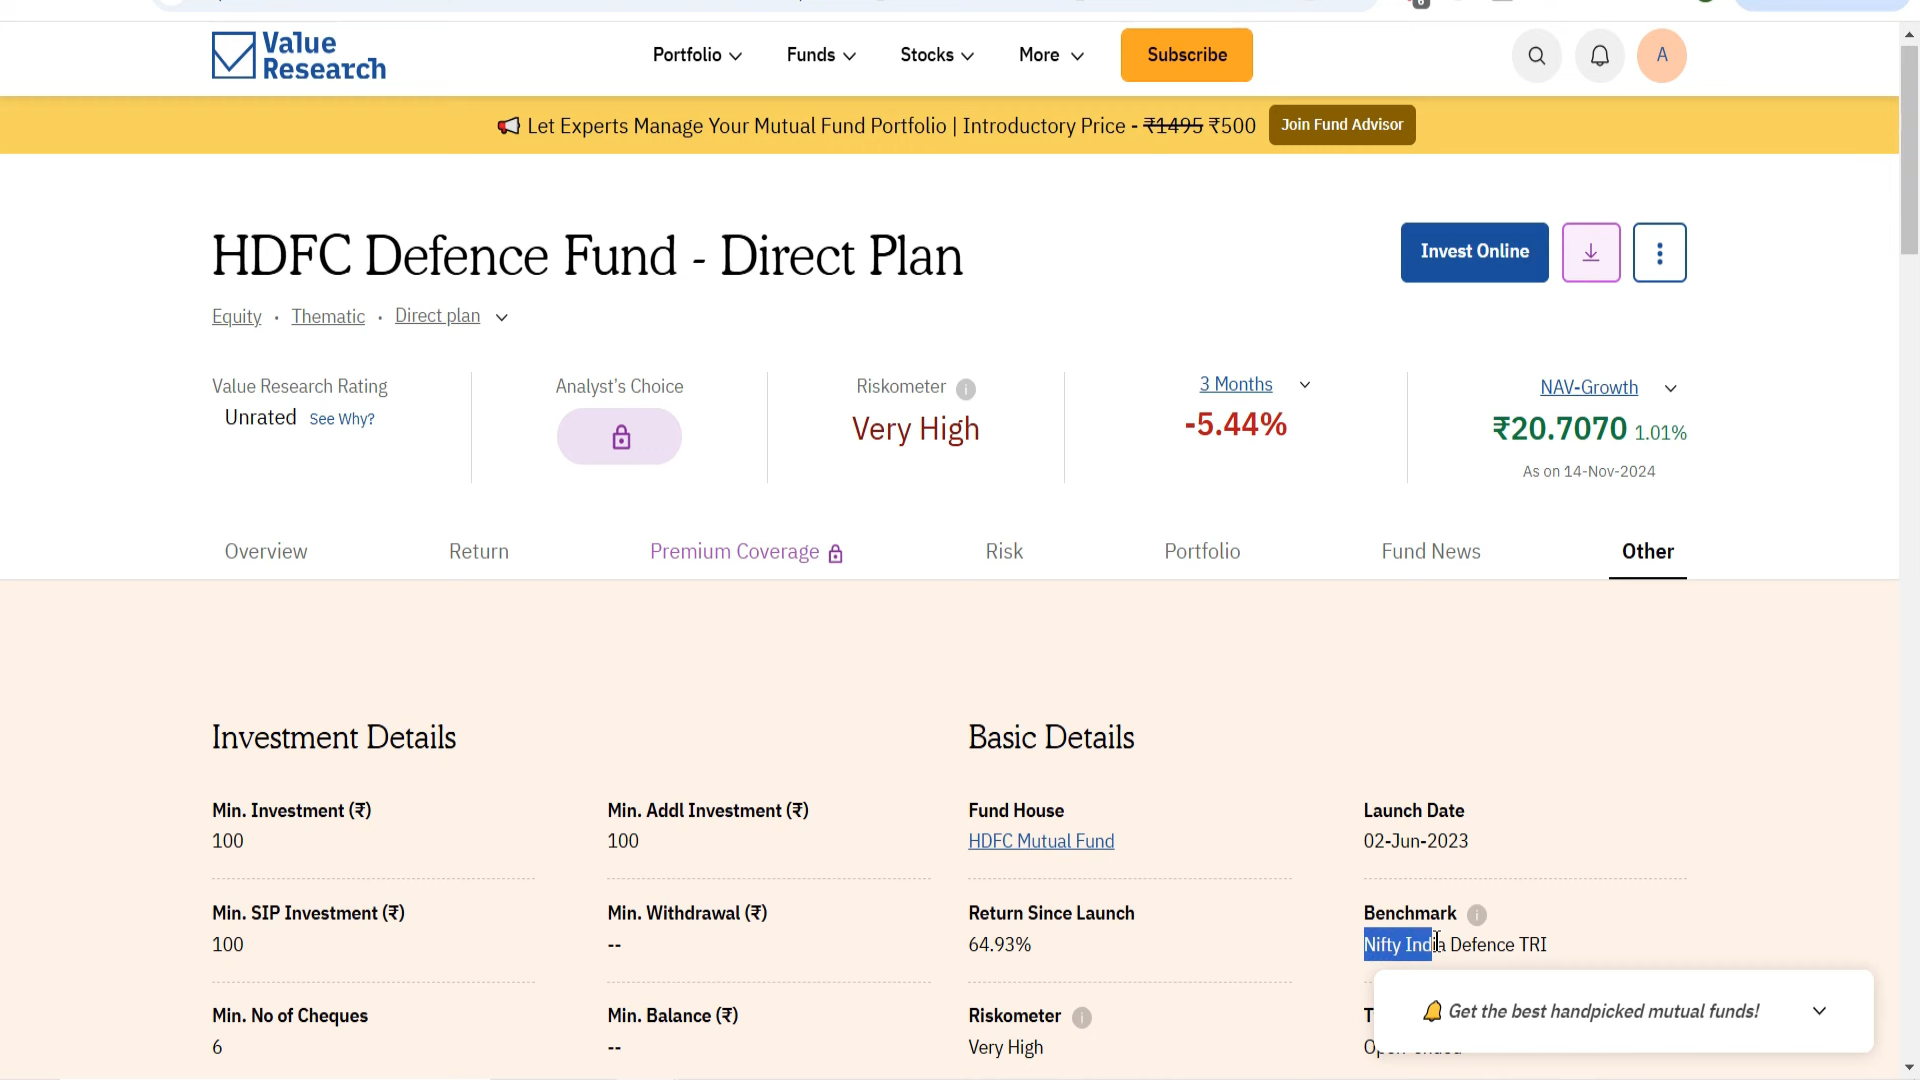 6
Value
Research
Portfolio
Funds
Stocks
More
Subscribe
A
Let Experts Manage Your Mutual Fund Portfolio | Introductory Price - ₹1495 ₹500
Join Fund Advisor
HDFC Defence Fund - Direct Plan
Invest Online
Equity · Thematic · Direct plan
Value Research Rating
Unrated See Why?
Analyst's Choice
Riskometer i
Very High
3 Months
-5.44%
NAV-Growth
₹20.7070 1.01%
As on 14-Nov-2024
Overview
Return
Premium Coverage
Risk
Portfolio
Fund News
Other
Investment Details
Basic Details
Min. Investment (₹)
100
Min. Addl Investment (₹)
100
Fund House
HDFC Mutual Fund
Launch Date
02-Jun-2023
Min. SIP Investment (₹)
100
Min. Withdrawal (₹)
--
Return Since Launch
64.93%
Benchmark i
Nifty India Defence TRI
Min. No of Cheques
6
Min. Balance (₹)
--
Riskometer i
Very High
Get the best handpicked mutual funds!